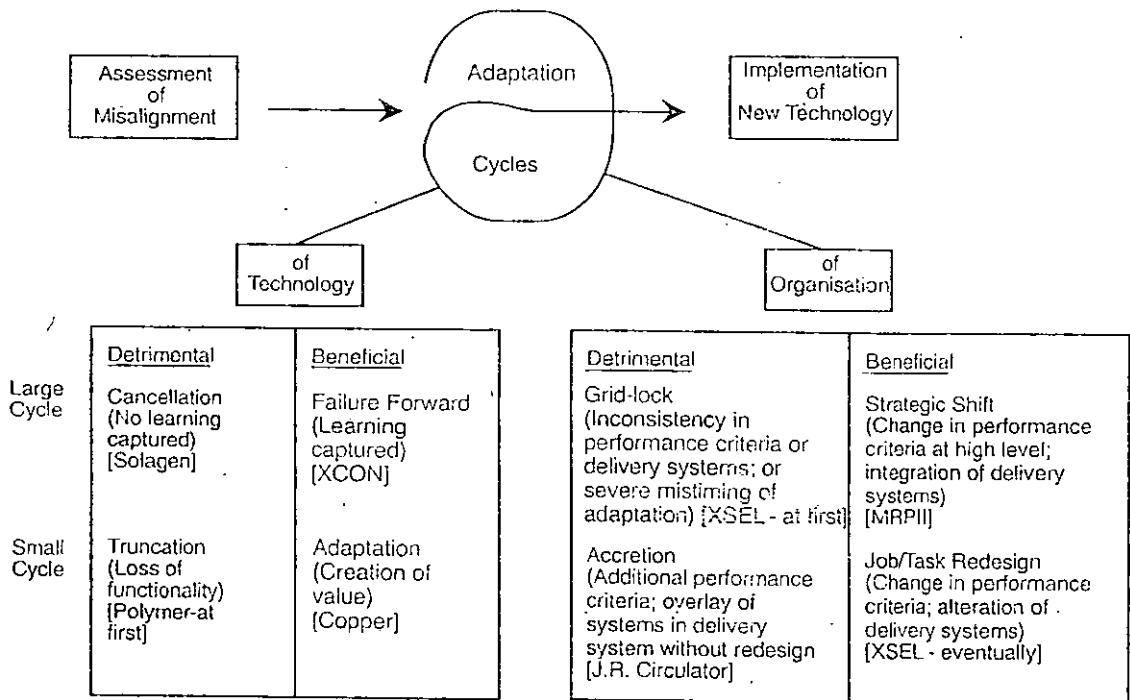 Assessment
of
Misalignment
Adaptation
Cycles
Implementation
of
New Technology
of
Technology
of
Organisation
Large
Cycle
Detrimental
Cancellation
(No learning
captured)
[Solagen]
Beneficial
Failure Forward
(Learning
captured)
[XCON]
Small
Cycle
Truncation
(Loss of
functionality)
[Polymer-at
first]
Adaptation
(Creation of
value)
[Copper]
Detrimental
Grid-lock
(Inconsistency in
performance criteria or
delivery systems; or
severe mistiming of
adaptation) [XSEL - at first]
Beneficial
Strategic Shift
(Change in performance
criteria at high level;
integration of delivery
systems)
[MRPII]
Accretion
(Additional performance
criteria; overlay of
systems in delivery
system without redesign
[J.R. Circulator]
Job/Task Redesign
(Change in performance
criteria; alteration of
delivery systems)
[XSEL - eventually]